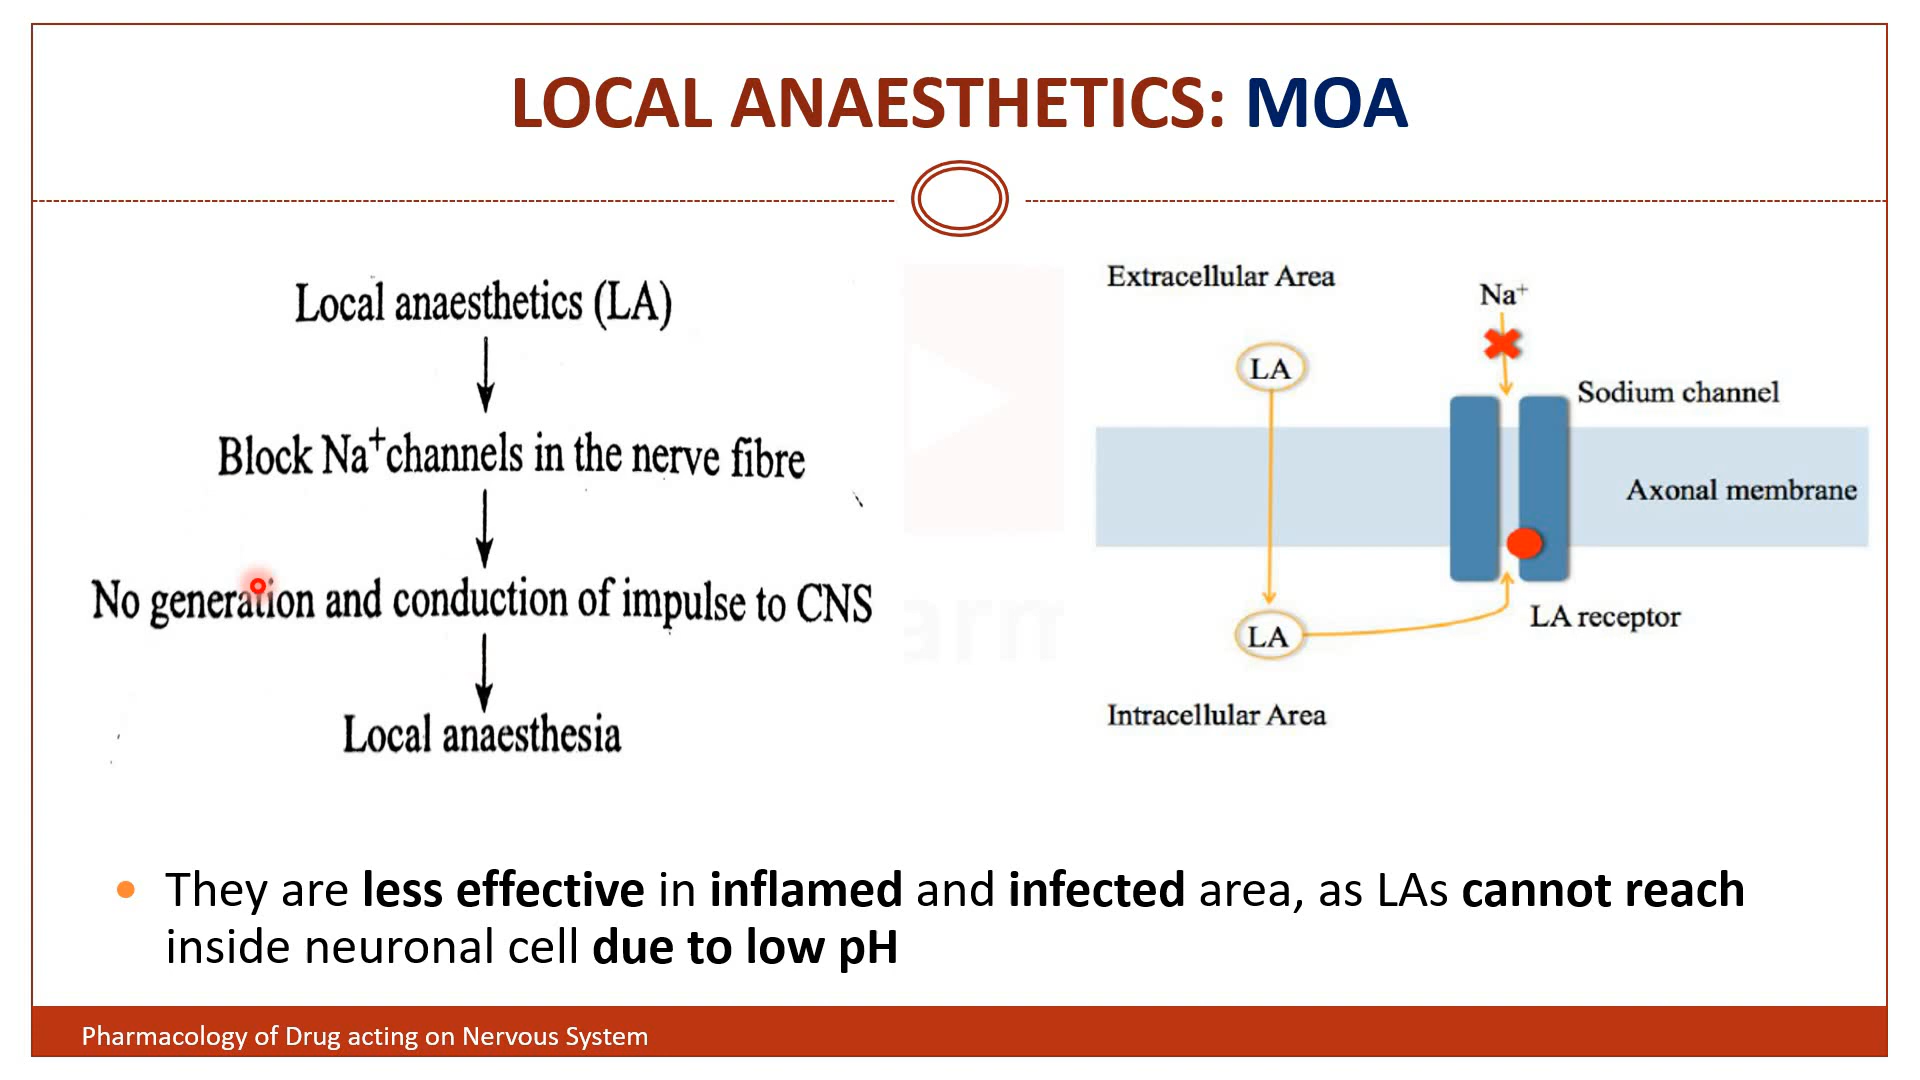 LOCAL ANAESTHETICS: MOA
Local anaesthetics (LA)
Block Na⁺channels in the nerve fibre
No generation and conduction of impulse to CNS
Local anaesthesia
Extracellular Area
Na⁺
LA
Sodium channel
Axonal membrane
LA
LA receptor
Intracellular Area
arm
• They are less effective in inflamed and infected area, as LAs cannot reach
inside neuronal cell due to low pH
Pharmacology of Drug acting on Nervous System